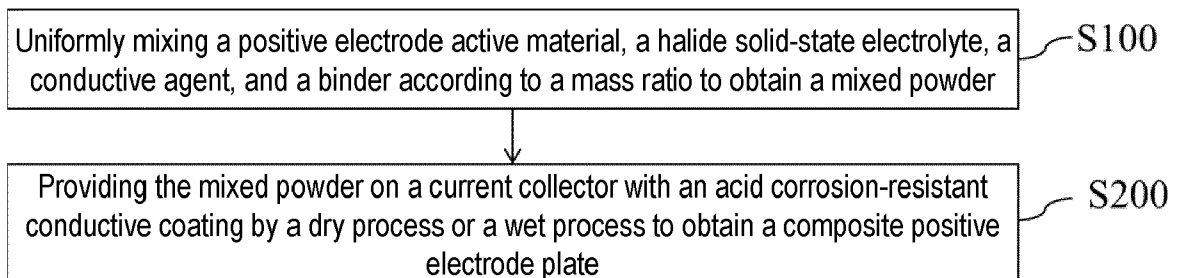 Uniformly mixing a positive electrode active material, a halide solid-state electrolyte, a
conductive agent, and a binder according to a mass ratio to obtain a mixed powder
S100
Providing the mixed powder on a current collector with an acid corrosion-resistant
conductive coating by a dry process or a wet process to obtain a composite positive
electrode plate
S200